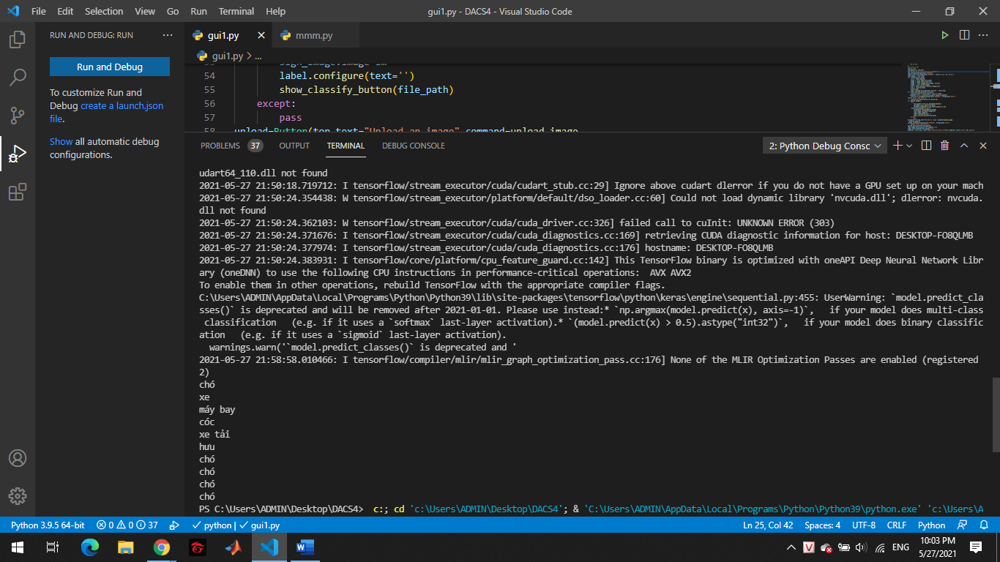 File Edit Selection View Go Run Terminal Help
gui1.py - DACS4 - Visual Studio Code
RUN AND DEBUG: RUN
Run and Debug
To customize Run and
Debug create a launch.json
file.
Show all automatic debug
configurations.
gui1.py
mmm.py
gui1.py > ...
54 label.configure(text='')
55 show_classify_button(file_path)
56 except:
57 pass
58 upload=Button(top,text="Upload an image",command=upload_image
PROBLEMS 37 OUTPUT TERMINAL DEBUG CONSOLE
2: Python Debug Consc
udart64_110.dll not found
2021-05-27 21:50:18.719712: I tensorflow/stream_executor/cuda/cudart_stub.cc:29] Ignore above cudart dlerror if you do not have a GPU set up on your mach
2021-05-27 21:50:24.354438: W tensorflow/stream_executor/platform/default/dso_loader.cc:60] Could not load dynamic library 'nvcuda.dll'; dlerror: nvcuda.
dll not found
2021-05-27 21:50:24.362103: W tensorflow/stream_executor/cuda/cuda_driver.cc:326] failed call to cuInit: UNKNOWN ERROR (303)
2021-05-27 21:50:24.371676: I tensorflow/stream_executor/cuda/cuda_diagnostics.cc:169] retrieving CUDA diagnostic information for host: DESKTOP-FO8QLMB
2021-05-27 21:50:24.377974: I tensorflow/stream_executor/cuda/cuda_diagnostics.cc:176] hostname: DESKTOP-FO8QLMB
2021-05-27 21:50:24.383931: I tensorflow/core/platform/cpu_feature_guard.cc:142] This TensorFlow binary is optimized with oneAPI Deep Neural Network Libr
ary (oneDNN) to use the following CPU instructions in performance-critical operations:  AVX AVX2
To enable them in other operations, rebuild TensorFlow with the appropriate compiler flags.
C:\Users\ADMIN\AppData\Local\Programs\Python\Python39\lib\site-packages\tensorflow\python\keras\engine\sequential.py:455: UserWarning: `model.predict_cla
sses()` is deprecated and will be removed after 2021-01-01. Please use instead:* `np.argmax(model.predict(x), axis=-1)`,   if your model does multi-class
classification   (e.g. if it uses a `softmax` last-layer activation).* `(model.predict(x) > 0.5).astype("int32")`,   if your model does binary classific
ation   (e.g. if it uses a `sigmoid` last-layer activation).
warnings.warn('`model.predict_classes()` is deprecated and '
2021-05-27 21:58:58.010466: I tensorflow/compiler/mlir/mlir_graph_optimization_pass.cc:176] None of the MLIR Optimization Passes are enabled (registered
2)
chó
xe
máy bay
cóc
xe tải
hưu
chó
chó
chó
chó
PS C:\Users\ADMIN\Desktop\DACS4>  c:; cd 'c:\Users\ADMIN\Desktop\DACS4'; & 'C:\Users\ADMIN\AppData\Local\Programs\Python\Python39\python.exe' 'c:\Users\A
Python 3.9.5 64-bit 0 0 37 python | gui1.py
Ln 25, Col 42 Spaces: 4 UTF-8 CRLF Python
V ENG
10:03 PM
5/27/2021